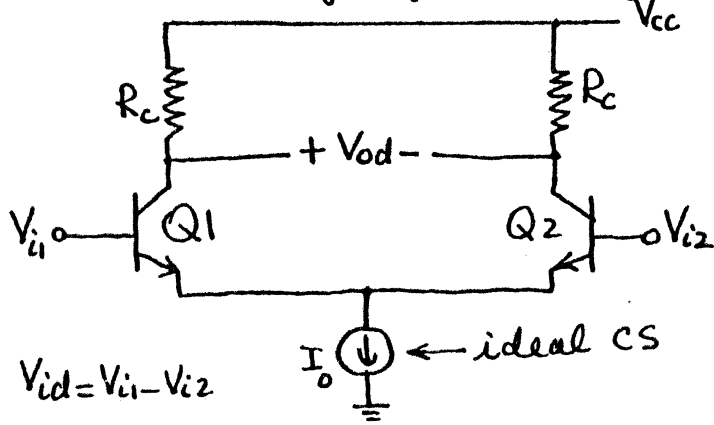 Vcc
Rc
Rc
+ Vod -
Vi1
Q1
Q2
Vi2
Io
ideal CS
Vid = Vi1 - Vi2